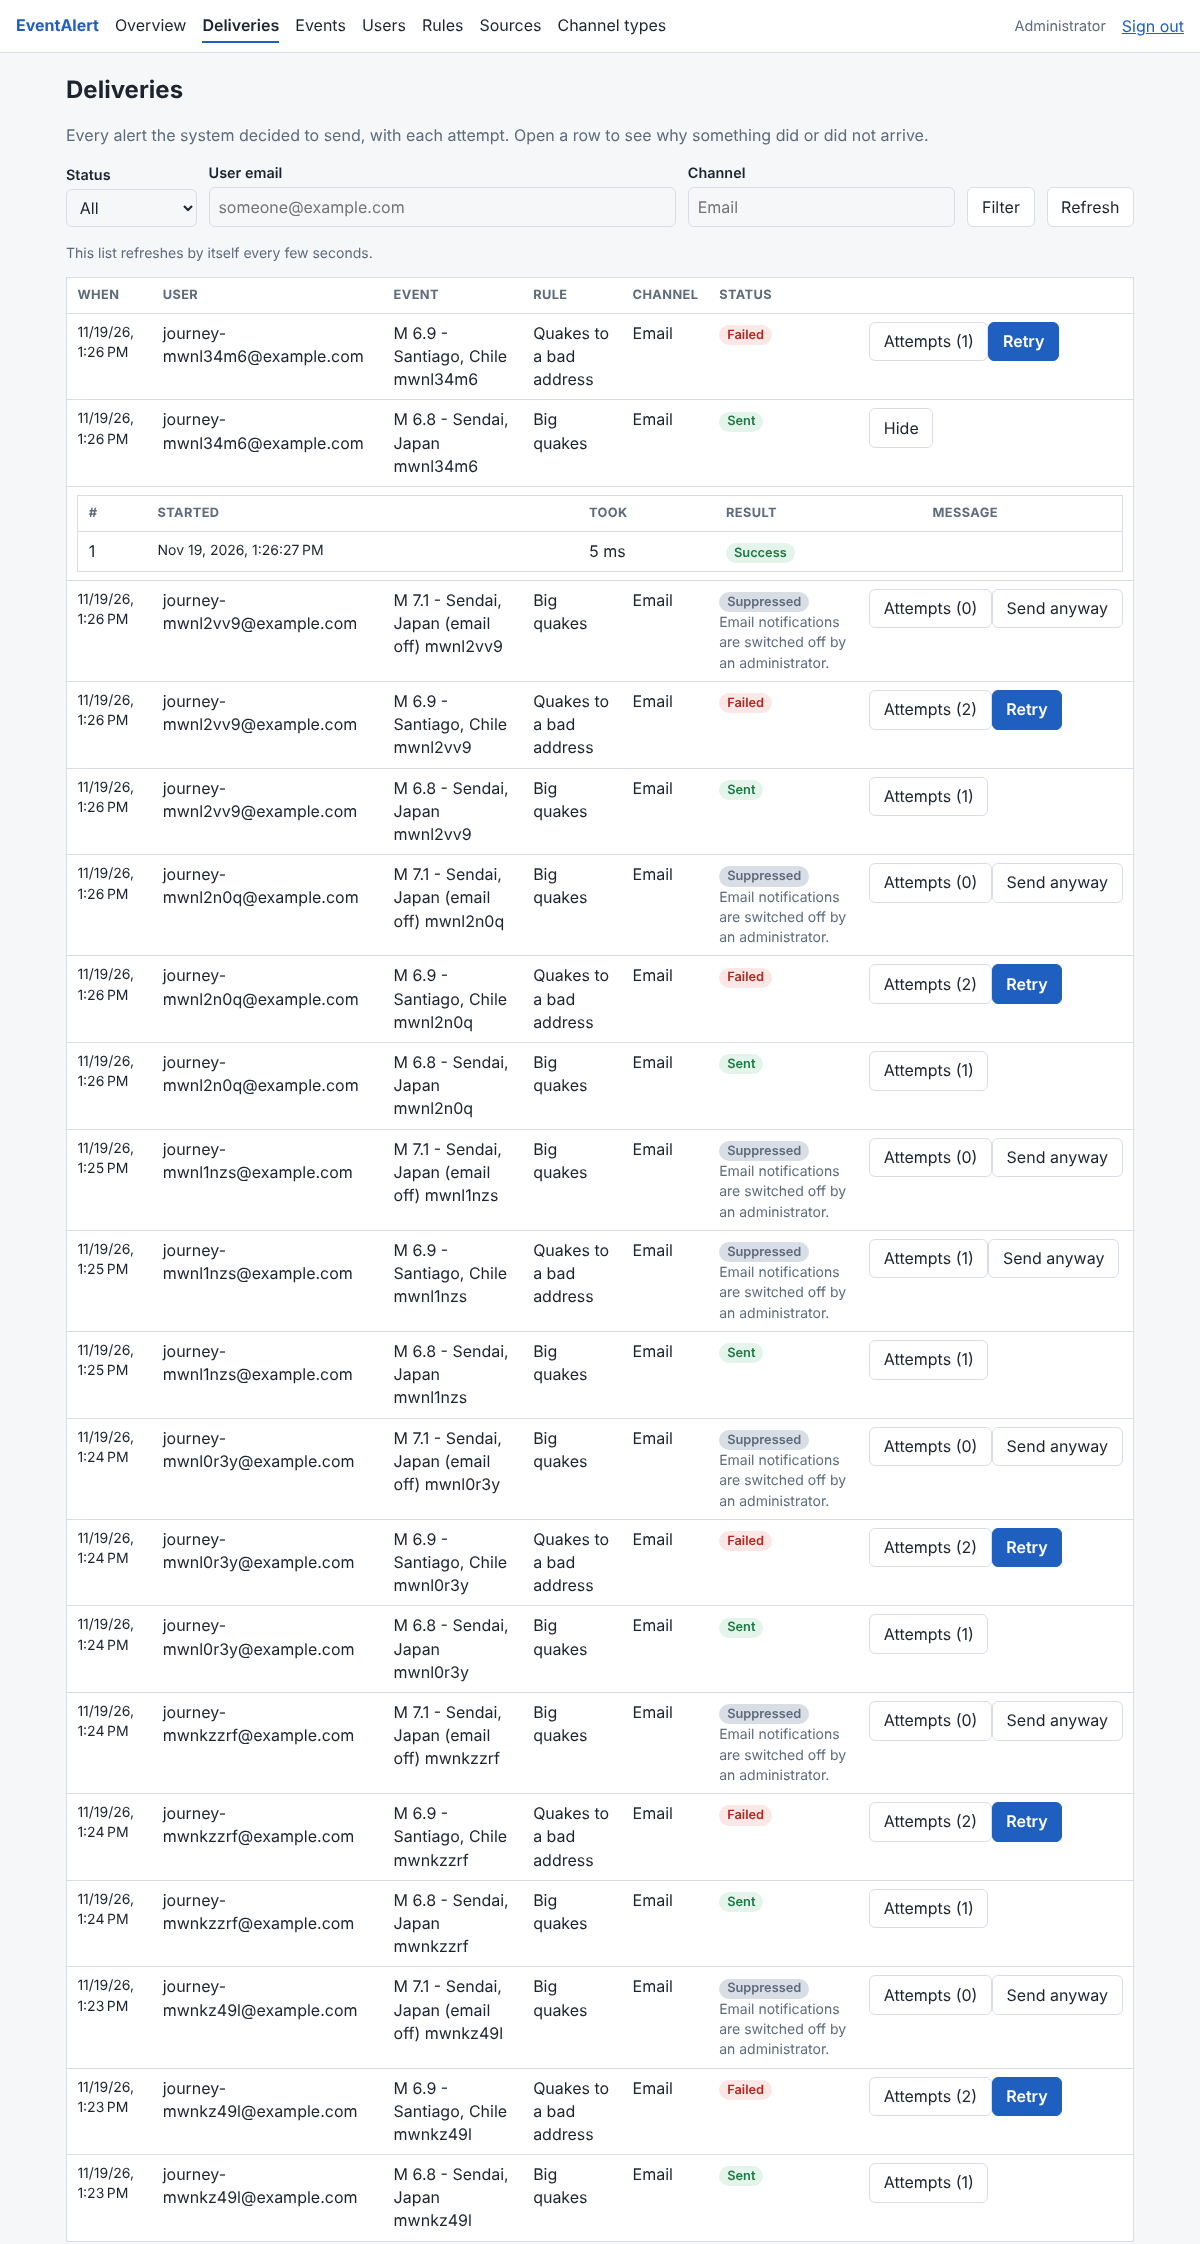 EventAlert Overview Deliveries Events Users Rules Sources Channel types Administrator Sign out
Deliveries
Every alert the system decided to send, with each attempt. Open a row to see why something did or did not arrive.
Status User email Channel
All someone@example.com Email Filter Refresh
This list refreshes by itself every few seconds.
WHEN USER EVENT RULE CHANNEL STATUS
11/19/26, journey- M 6.9 - Quakes to Email Failed Attempts (1) Retry
1:26 PM mwnl34m6@example.com Santiago, Chile a bad
mwnl34m6 address
11/19/26, journey- M 6.8 - Sendai, Big Email Sent Hide
1:26 PM mwnl34m6@example.com Japan quakes
mwnl34m6
# STARTED TOOK RESULT MESSAGE
1 Nov 19, 2026, 1:26:27 PM 5 ms Success
11/19/26, journey- M 7.1 - Sendai, Big Email Suppressed Attempts (0) Send anyway
1:26 PM mwnl2vv9@example.com Japan (email quakes Email notifications
off) mwnl2vv9 are switched off by
an administrator.
11/19/26, journey- M 6.9 - Quakes to Email Failed Attempts (2) Retry
1:26 PM mwnl2vv9@example.com Santiago, Chile a bad
mwnl2vv9 address
11/19/26, journey- M 6.8 - Sendai, Big Email Sent Attempts (1)
1:26 PM mwnl2vv9@example.com Japan quakes
mwnl2vv9
11/19/26, journey- M 7.1 - Sendai, Big Email Suppressed Attempts (0) Send anyway
1:26 PM mwnl2n0q@example.com Japan (email quakes Email notifications
off) mwnl2n0q are switched off by
an administrator.
11/19/26, journey- M 6.9 - Quakes to Email Failed Attempts (2) Retry
1:26 PM mwnl2n0q@example.com Santiago, Chile a bad
mwnl2n0q address
11/19/26, journey- M 6.8 - Sendai, Big Email Sent Attempts (1)
1:26 PM mwnl2n0q@example.com Japan quakes
mwnl2n0q
11/19/26, journey- M 7.1 - Sendai, Big Email Suppressed Attempts (0) Send anyway
1:25 PM mwnl1nzs@example.com Japan (email quakes Email notifications
off) mwnl1nzs are switched off by
an administrator.
11/19/26, journey- M 6.9 - Quakes to Email Suppressed Attempts (1) Send anyway
1:25 PM mwnl1nzs@example.com Santiago, Chile a bad Email notifications
mwnl1nzs address are switched off by
an administrator.
11/19/26, journey- M 6.8 - Sendai, Big Email Sent Attempts (1)
1:25 PM mwnl1nzs@example.com Japan quakes
mwnl1nzs
11/19/26, journey- M 7.1 - Sendai, Big Email Suppressed Attempts (0) Send anyway
1:24 PM mwnl0r3y@example.com Japan (email quakes Email notifications
off) mwnl0r3y are switched off by
an administrator.
11/19/26, journey- M 6.9 - Quakes to Email Failed Attempts (2) Retry
1:24 PM mwnl0r3y@example.com Santiago, Chile a bad
mwnl0r3y address
11/19/26, journey- M 6.8 - Sendai, Big Email Sent Attempts (1)
1:24 PM mwnl0r3y@example.com Japan quakes
mwnl0r3y
11/19/26, journey- M 7.1 - Sendai, Big Email Suppressed Attempts (0) Send anyway
1:24 PM mwnkzzrf@example.com Japan (email quakes Email notifications
off) mwnkzzrf are switched off by
an administrator.
11/19/26, journey- M 6.9 - Quakes to Email Failed Attempts (2) Retry
1:24 PM mwnkzzrf@example.com Santiago, Chile a bad
mwnkzzrf address
11/19/26, journey- M 6.8 - Sendai, Big Email Sent Attempts (1)
1:24 PM mwnkzzrf@example.com Japan quakes
mwnkzzrf
11/19/26, journey- M 7.1 - Sendai, Big Email Suppressed Attempts (0) Send anyway
1:23 PM mwnkz49l@example.com Japan (email quakes Email notifications
off) mwnkz49l are switched off by
an administrator.
11/19/26, journey- M 6.9 - Quakes to Email Failed Attempts (2) Retry
1:23 PM mwnkz49l@example.com Santiago, Chile a bad
mwnkz49l address
11/19/26, journey- M 6.8 - Sendai, Big Email Sent Attempts (1)
1:23 PM mwnkz49l@example.com Japan quakes
mwnkz49l